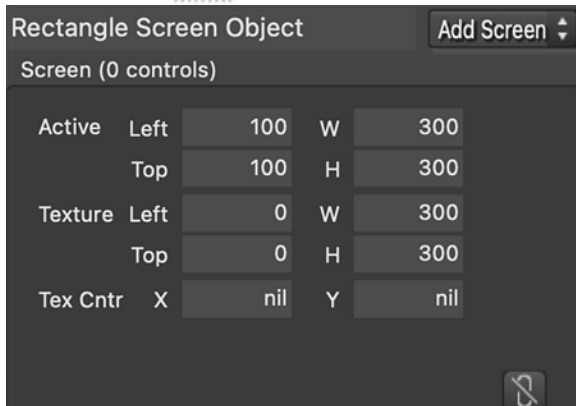 Rectangle Screen Object Add Screen
Screen (0 controls)
Active Left 100 W 300
Top 100 H 300
Texture Left 0 W 300
Top 0 H 300
Tex Cntr X nil Y nil